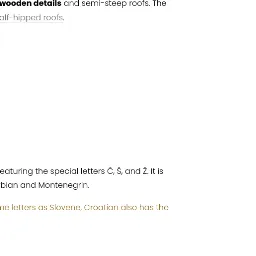 wooden details and semi-steep roofs. The
alf-hipped roofs.
eaturing the special letters Č, Š, and Ž. It is
bian and Montenegrin.
me letters as Slovene, Croatian also has the